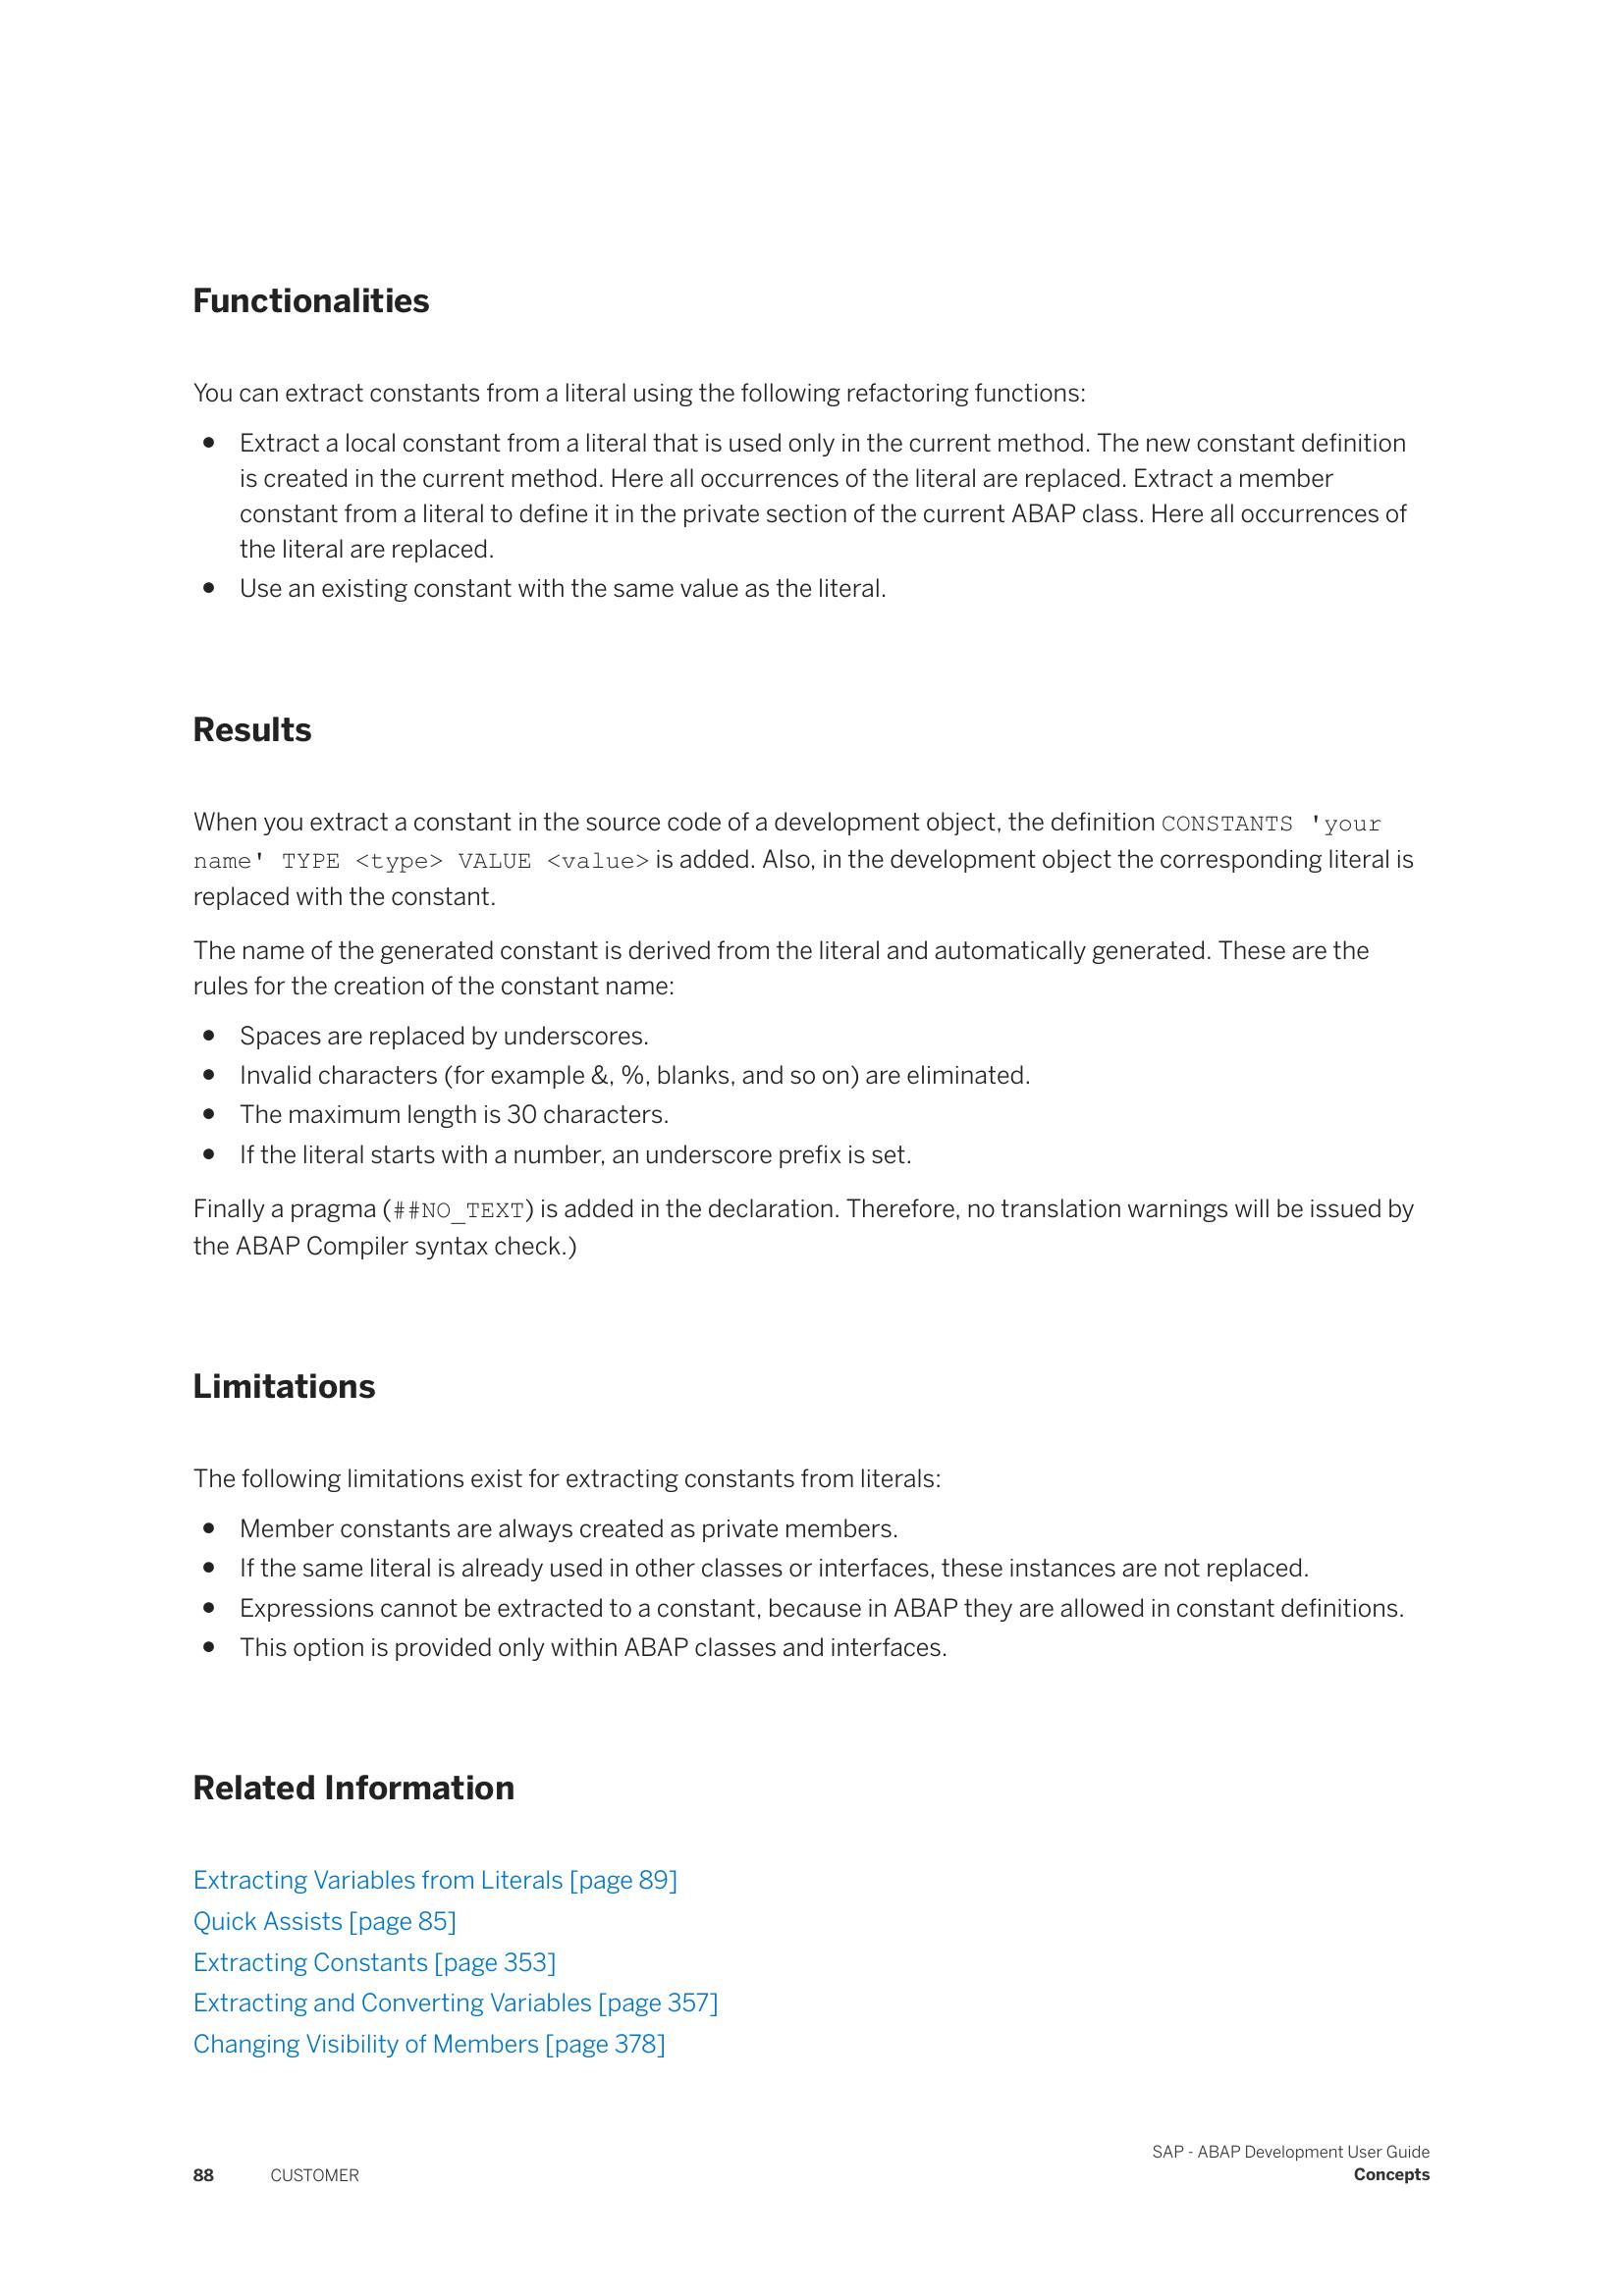 Functionalities
You can extract constants from a literal using the following refactoring functions:
● Extract a local constant from a literal that is used only in the current method. The new constant definition
is created in the current method. Here all occurrences of the literal are replaced. Extract a member
constant from a literal to define it in the private section of the current ABAP class. Here all occurrences of
the literal are replaced.
● Use an existing constant with the same value as the literal.
Results
When you extract a constant in the source code of a development object, the definition CONSTANTS 'your
name' TYPE <type> VALUE <value> is added. Also, in the development object the corresponding literal is
replaced with the constant.
The name of the generated constant is derived from the literal and automatically generated. These are the
rules for the creation of the constant name:
● Spaces are replaced by underscores.
● Invalid characters (for example &, %, blanks, and so on) are eliminated.
● The maximum length is 30 characters.
● If the literal starts with a number, an underscore prefix is set.
Finally a pragma (##NO_TEXT) is added in the declaration. Therefore, no translation warnings will be issued by
the ABAP Compiler syntax check.)
Limitations
The following limitations exist for extracting constants from literals:
● Member constants are always created as private members.
● If the same literal is already used in other classes or interfaces, these instances are not replaced.
● Expressions cannot be extracted to a constant, because in ABAP they are allowed in constant definitions.
● This option is provided only within ABAP classes and interfaces.
Related Information
Extracting Variables from Literals [page 89]
Quick Assists [page 85]
Extracting Constants [page 353]
Extracting and Converting Variables [page 357]
Changing Visibility of Members [page 378]
SAP - ABAP Development User Guide
88 CUSTOMER Concepts